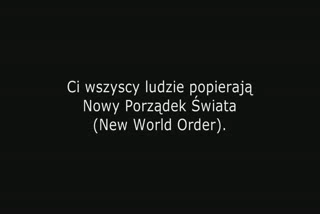 Ci wszyscy ludzie popierają
Nowy Porządek Świata
(New World Order).